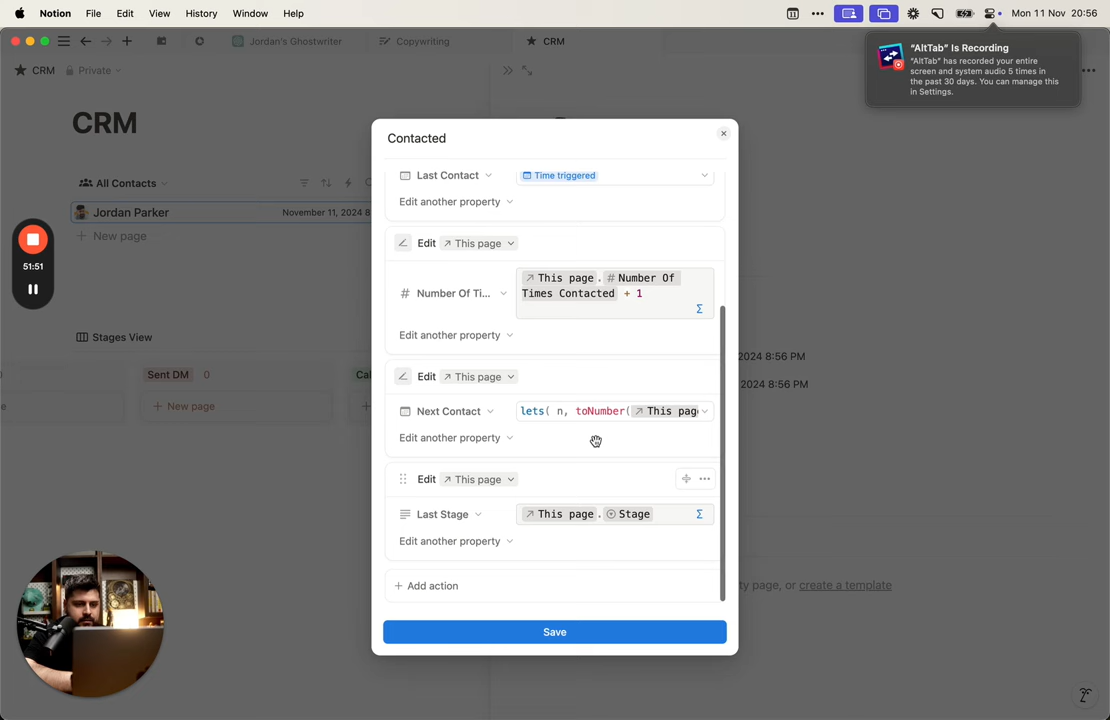 Notion File Edit View History Window Help
Mon 11 Nov 20:56
Jordan's Ghostwriter
Copywriting
CRM
"AltTab" Is Recording
"AltTab" has recorded your entire
screen and system audio 5 times in
the past 30 days. You can manage this
in Settings.
CRM Private
CRM
All Contacts
Jordan Parker November 11, 2024 8
+ New page
51:51
Stages View
Sent DM 0
Cal
+ New page
Contacted
Last Contact Time triggered
Edit another property
Edit This page
Number Of Ti... This page . # Number Of
Times Contacted + 1
Σ
Edit another property
Edit This page
Next Contact lets( n, toNumber( This pag
Edit another property
Edit This page
Last Stage This page . Stage Σ
Edit another property
+ Add action
Save
2024 8:56 PM
2024 8:56 PM
ty page, or create a template